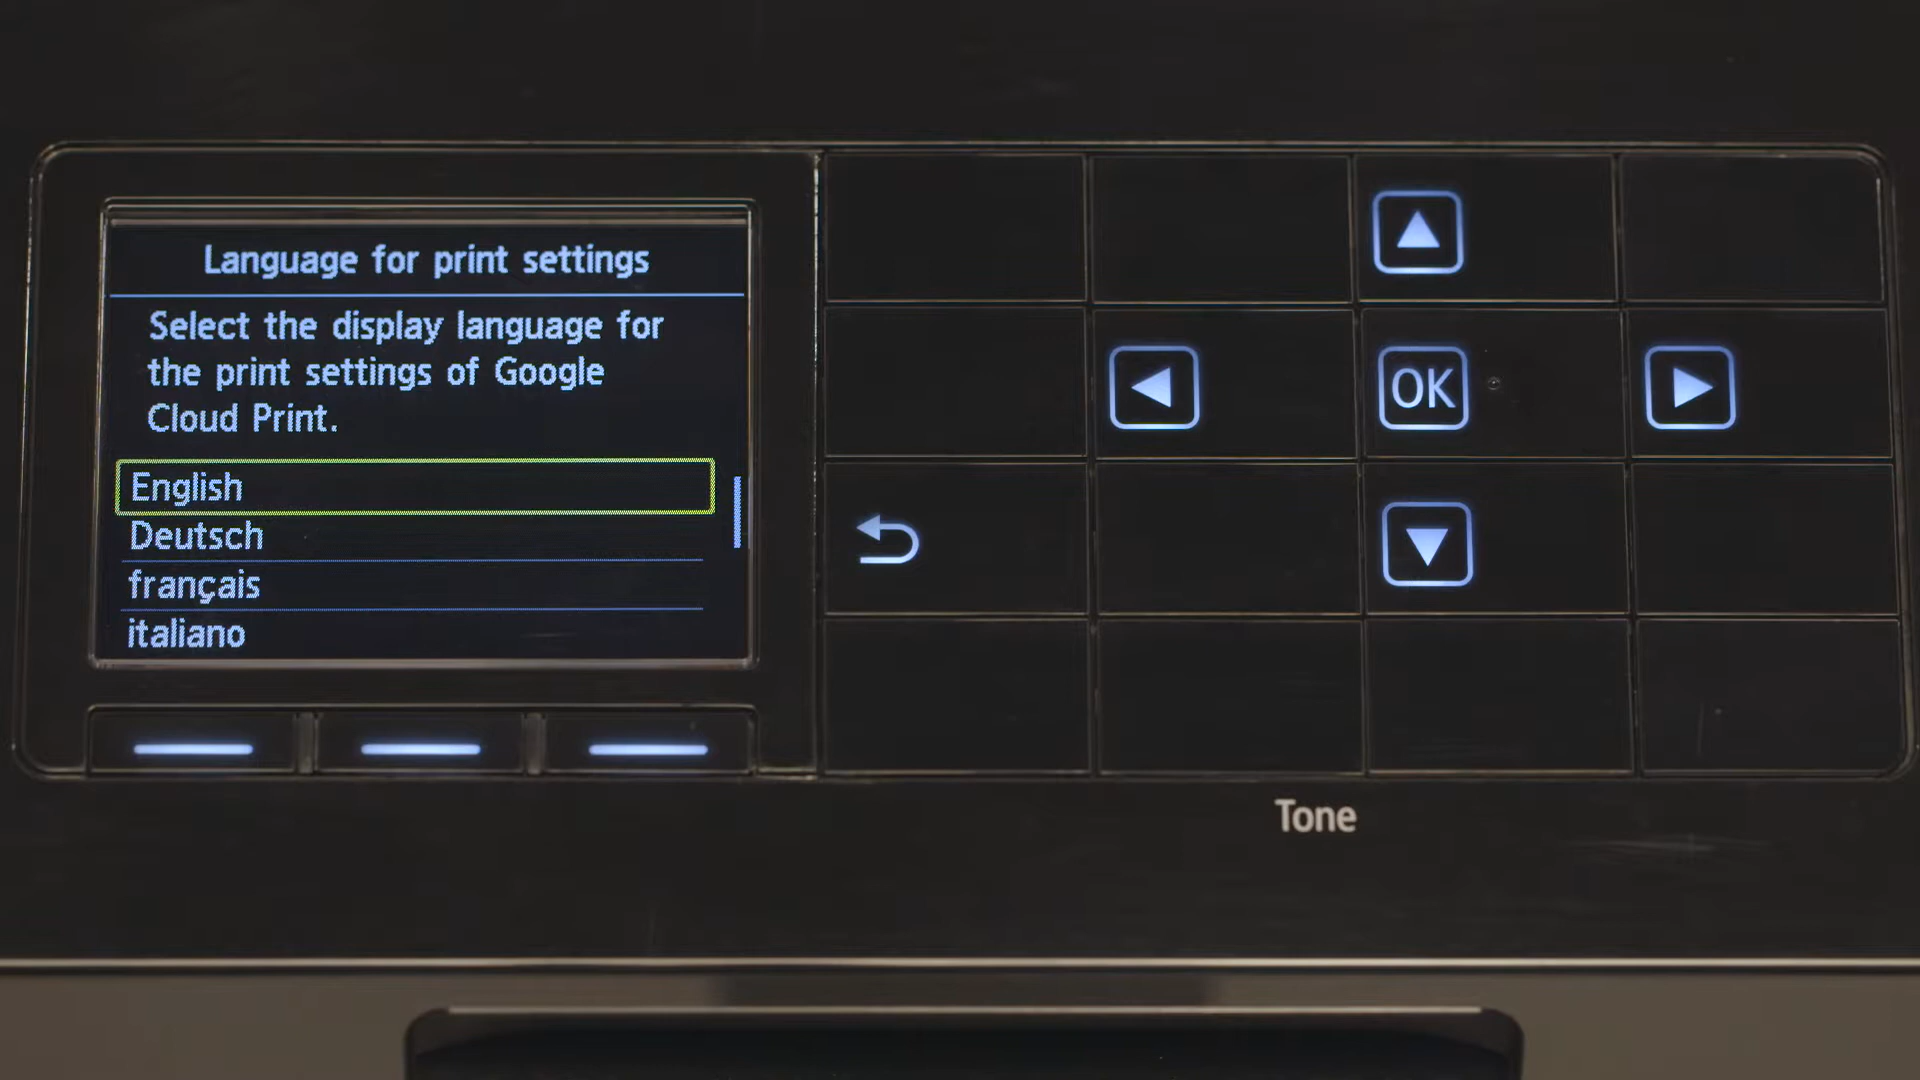 Language for print settings
Select the display language for
the print settings of Google
Cloud Print.
English
Deutsch
français
italiano
OK
Tone